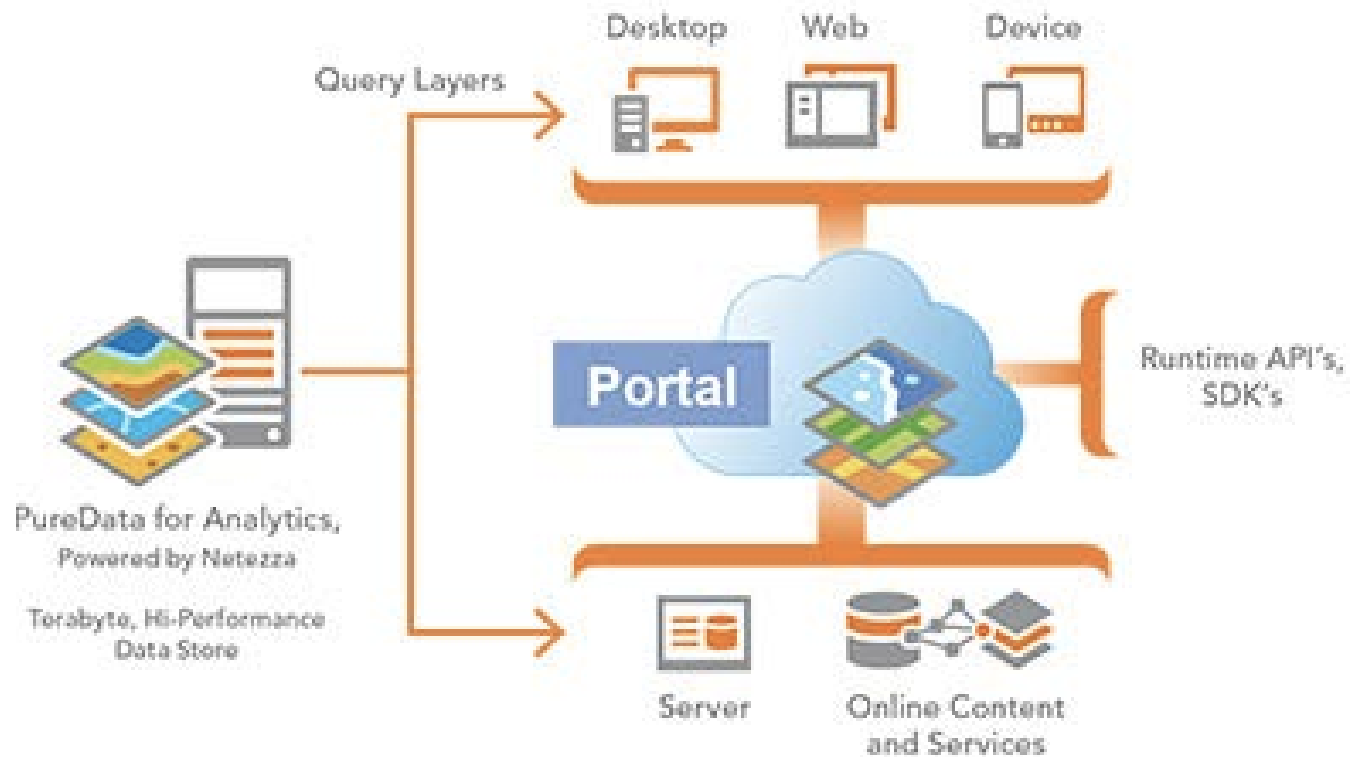 Desktop
Web
Device
Query Layers
Portal
Runtime API's,
SDK's
PureData for Analytics,
Powered by Netezza
Terabyte, Hi-Performance
Data Store
Server
Online Content
and Services